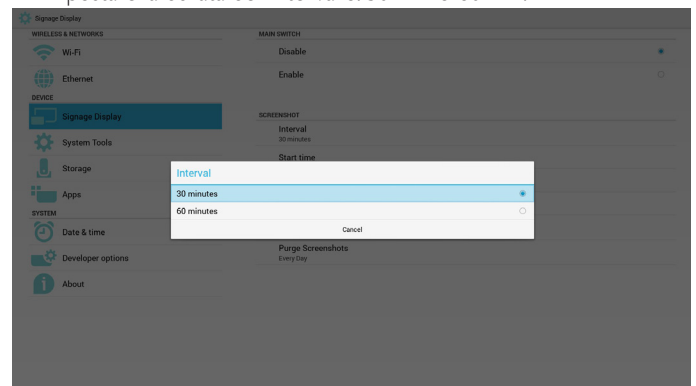 Signage Display
WIRELESS & NETWORKS
Wi-Fi
Ethernet
DEVICE
Signage Display
System Tools
Storage
Apps
SYSTEM
Date & time
Developer options
About
MAIN SWITCH
Disable
Enable
SCREENSHOT
Interval
30 minutes
Start time
Interval
30 minutes
60 minutes
Cancel
Purge Screenshots
Every Day